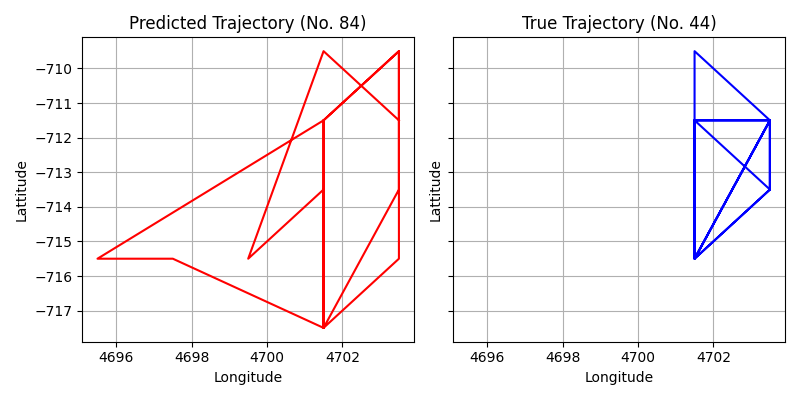 Predicted Trajectory (No. 84)
−710
−711
−712
−713
−714
−715
−716
−717
Lattitude
4696 4698 4700 4702
Longitude
True Trajectory (No. 44)
Lattitude
4696 4698 4700 4702
Longitude